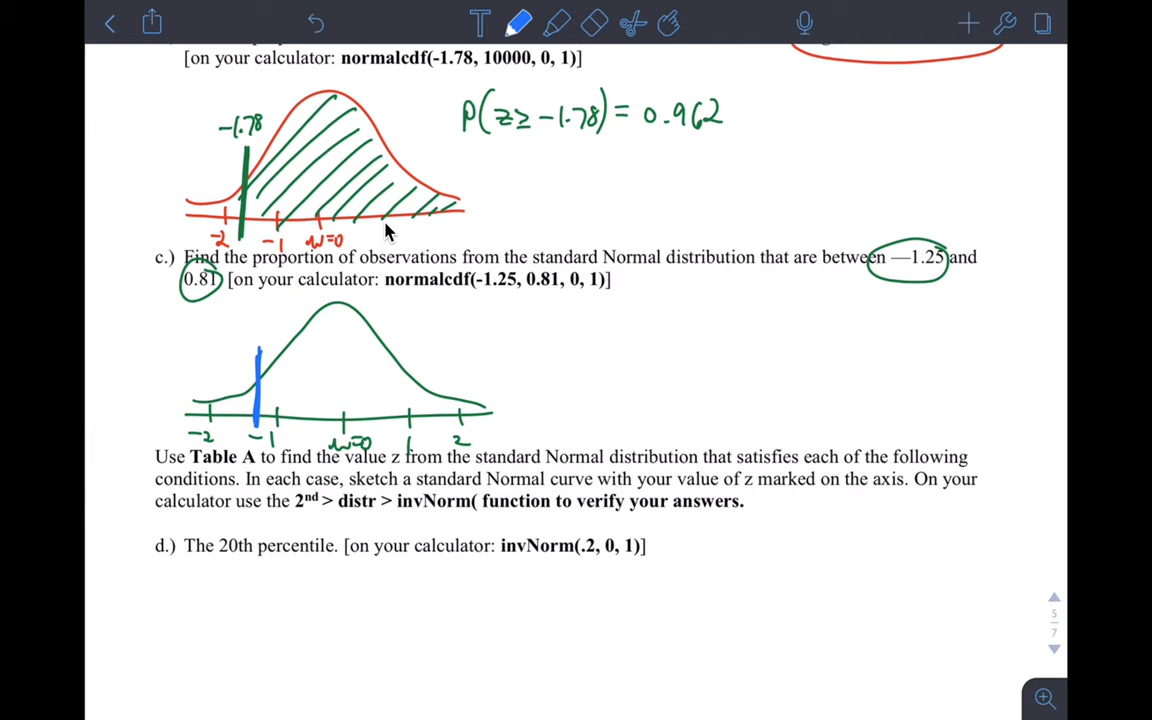 [on your calculator: normalcdf(-1.78, 10000, 0, 1)]
P(z≥ -1.78) = 0.962
-1.78
-2 -1 μ=0
c.) Find the proportion of observations from the standard Normal distribution that are between —1.25 and
0.81 [on your calculator: normalcdf(-1.25, 0.81, 0, 1)]
-2 -1 μ=0 1 2
Use Table A to find the value z from the standard Normal distribution that satisfies each of the following
conditions. In each case, sketch a standard Normal curve with your value of z marked on the axis. On your
calculator use the 2nd > distr > invNorm( function to verify your answers.
d.) The 20th percentile. [on your calculator: invNorm(.2, 0, 1)]
5
7